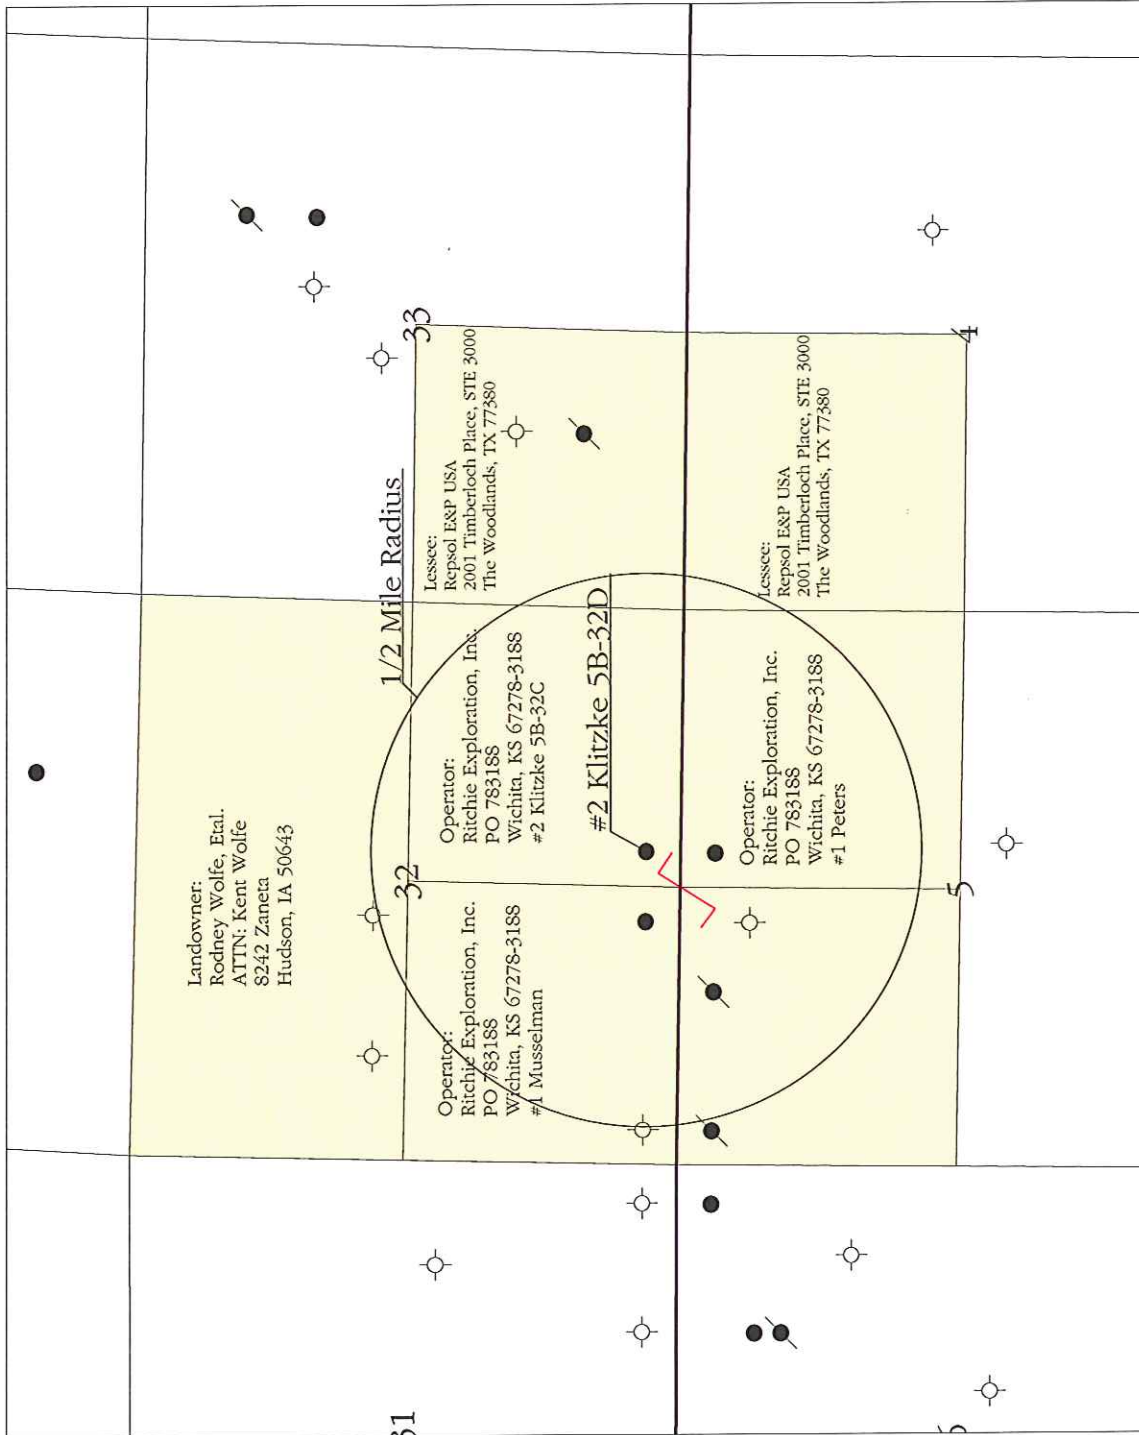 Landowner:
Rodney Wolfe, Etal.
ATTN: Kent Wolfe
8242 Zaneta
Hudson, IA 50643
1/2 Mile Radius
33
Lessee:
Repsol E&P USA
2001 Timberloch Place, STE 3000
The Woodlands, TX 77380
32
Operator:
Ritchie Exploration, Inc.
PO 783188
Wichita, KS 67278-3188
#2 Klitzke 5B-32C
Operator:
Ritchie Exploration, Inc.
PO 783188
Wichita, KS 67278-3188
#1 Musselman
31
#2 Klitzke 5B-32D
Operator:
Ritchie Exploration, Inc.
PO 783188
Wichita, KS 67278-3188
#1 Peters
Lessee:
Repsol E&P USA
2001 Timberloch Place, STE 3000
The Woodlands, TX 77380
4
5